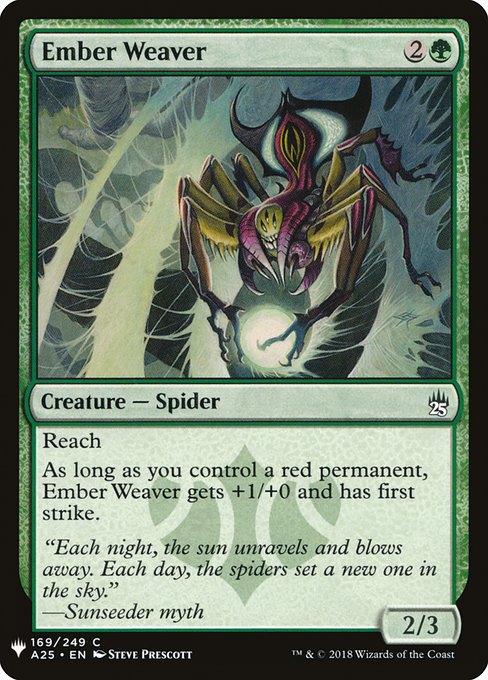 Ember Weaver 2
Creature — Spider
25
Reach
As long as you control a red permanent,
Ember Weaver gets +1/+0 and has first
strike.
“Each night, the sun unravels and blows
away. Each day, the spiders set a new one in
the sky.”
—Sunseeder myth
2/3
169/249 C
A25 • EN Steve Prescott
™ & © 2018 Wizards of the Coast